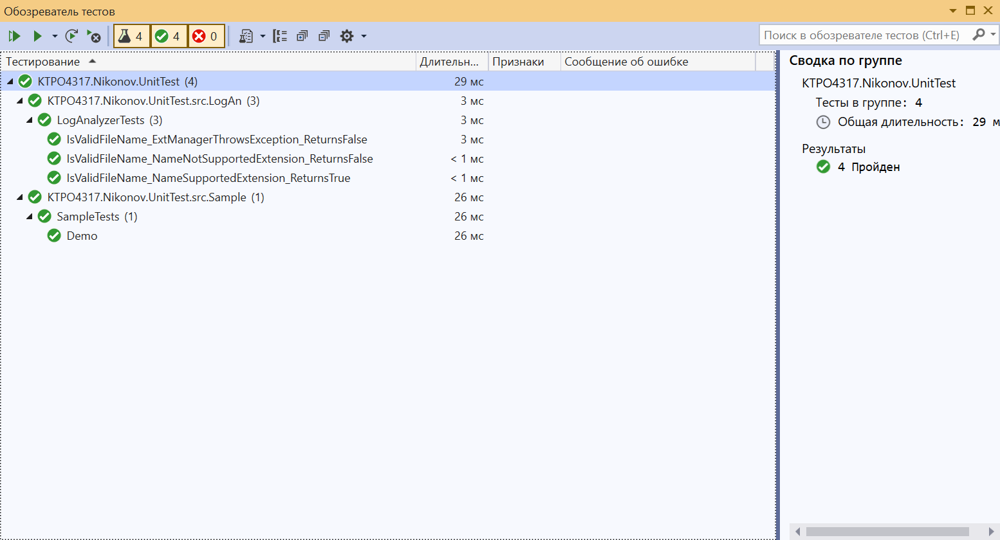 Обозреватель тестов
4 4 0
Поиск в обозревателе тестов (Ctrl+E)
Тестирование Длительн... Признаки Сообщение об ошибке
KTPO4317.Nikonov.UnitTest (4) 29 мс
KTPO4317.Nikonov.UnitTest.src.LogAn (3) 3 мс
LogAnalyzerTests (3) 3 мс
IsValidFileName_ExtManagerThrowsException_ReturnsFalse 3 мс
IsValidFileName_NameNotSupportedExtension_ReturnsFalse < 1 мс
IsValidFileName_NameSupportedExtension_ReturnsTrue < 1 мс
KTPO4317.Nikonov.UnitTest.src.Sample (1) 26 мс
SampleTests (1) 26 мс
Demo 26 мс
Сводка по группе
KTPO4317.Nikonov.UnitTest
Тесты в группе: 4
Общая длительность: 29 м
Результаты
4 Пройден